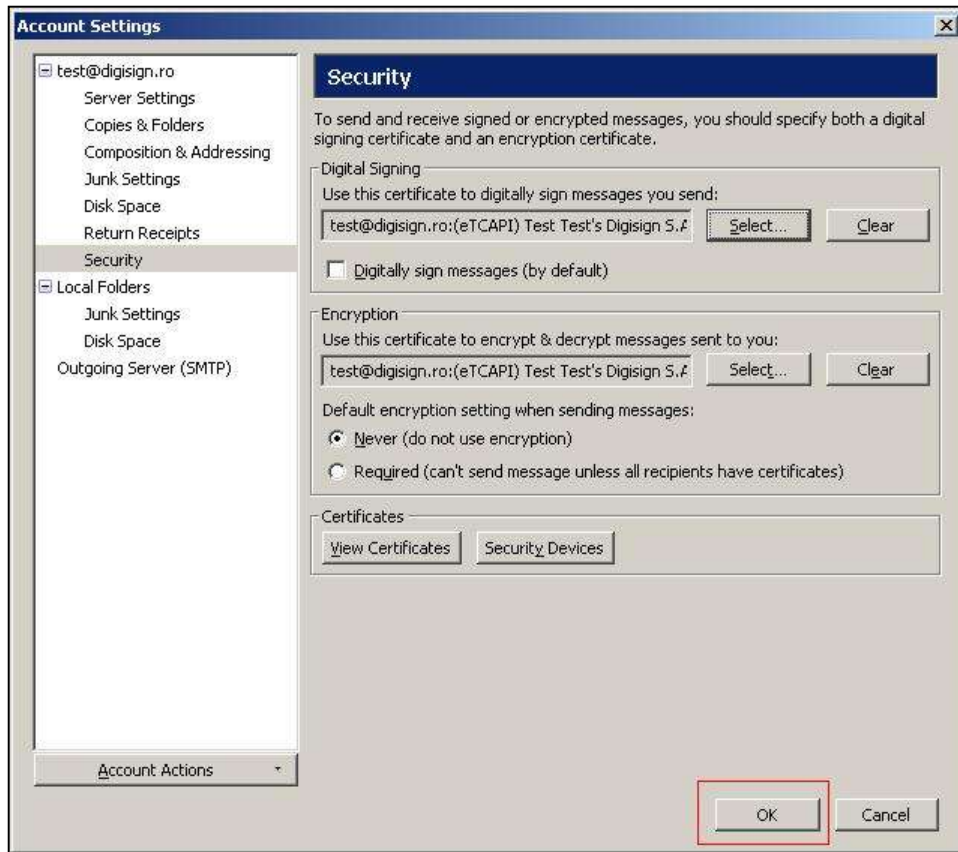 Account Settings
test@digisign.ro
Server Settings
Copies & Folders
Composition & Addressing
Junk Settings
Disk Space
Return Receipts
Security
Local Folders
Junk Settings
Disk Space
Outgoing Server (SMTP)
Account Actions
Security
To send and receive signed or encrypted messages, you should specify both a digital
signing certificate and an encryption certificate.
Digital Signing
Use this certificate to digitally sign messages you send:
test@digisign.ro:(eTCAPI) Test Test's Digisign S.A Select... Clear
Digitally sign messages (by default)
Encryption
Use this certificate to encrypt & decrypt messages sent to you:
test@digisign.ro:(eTCAPI) Test Test's Digisign S.A Select... Clear
Default encryption setting when sending messages:
Never (do not use encryption)
Required (can't send message unless all recipients have certificates)
Certificates
View Certificates Security Devices
OK Cancel